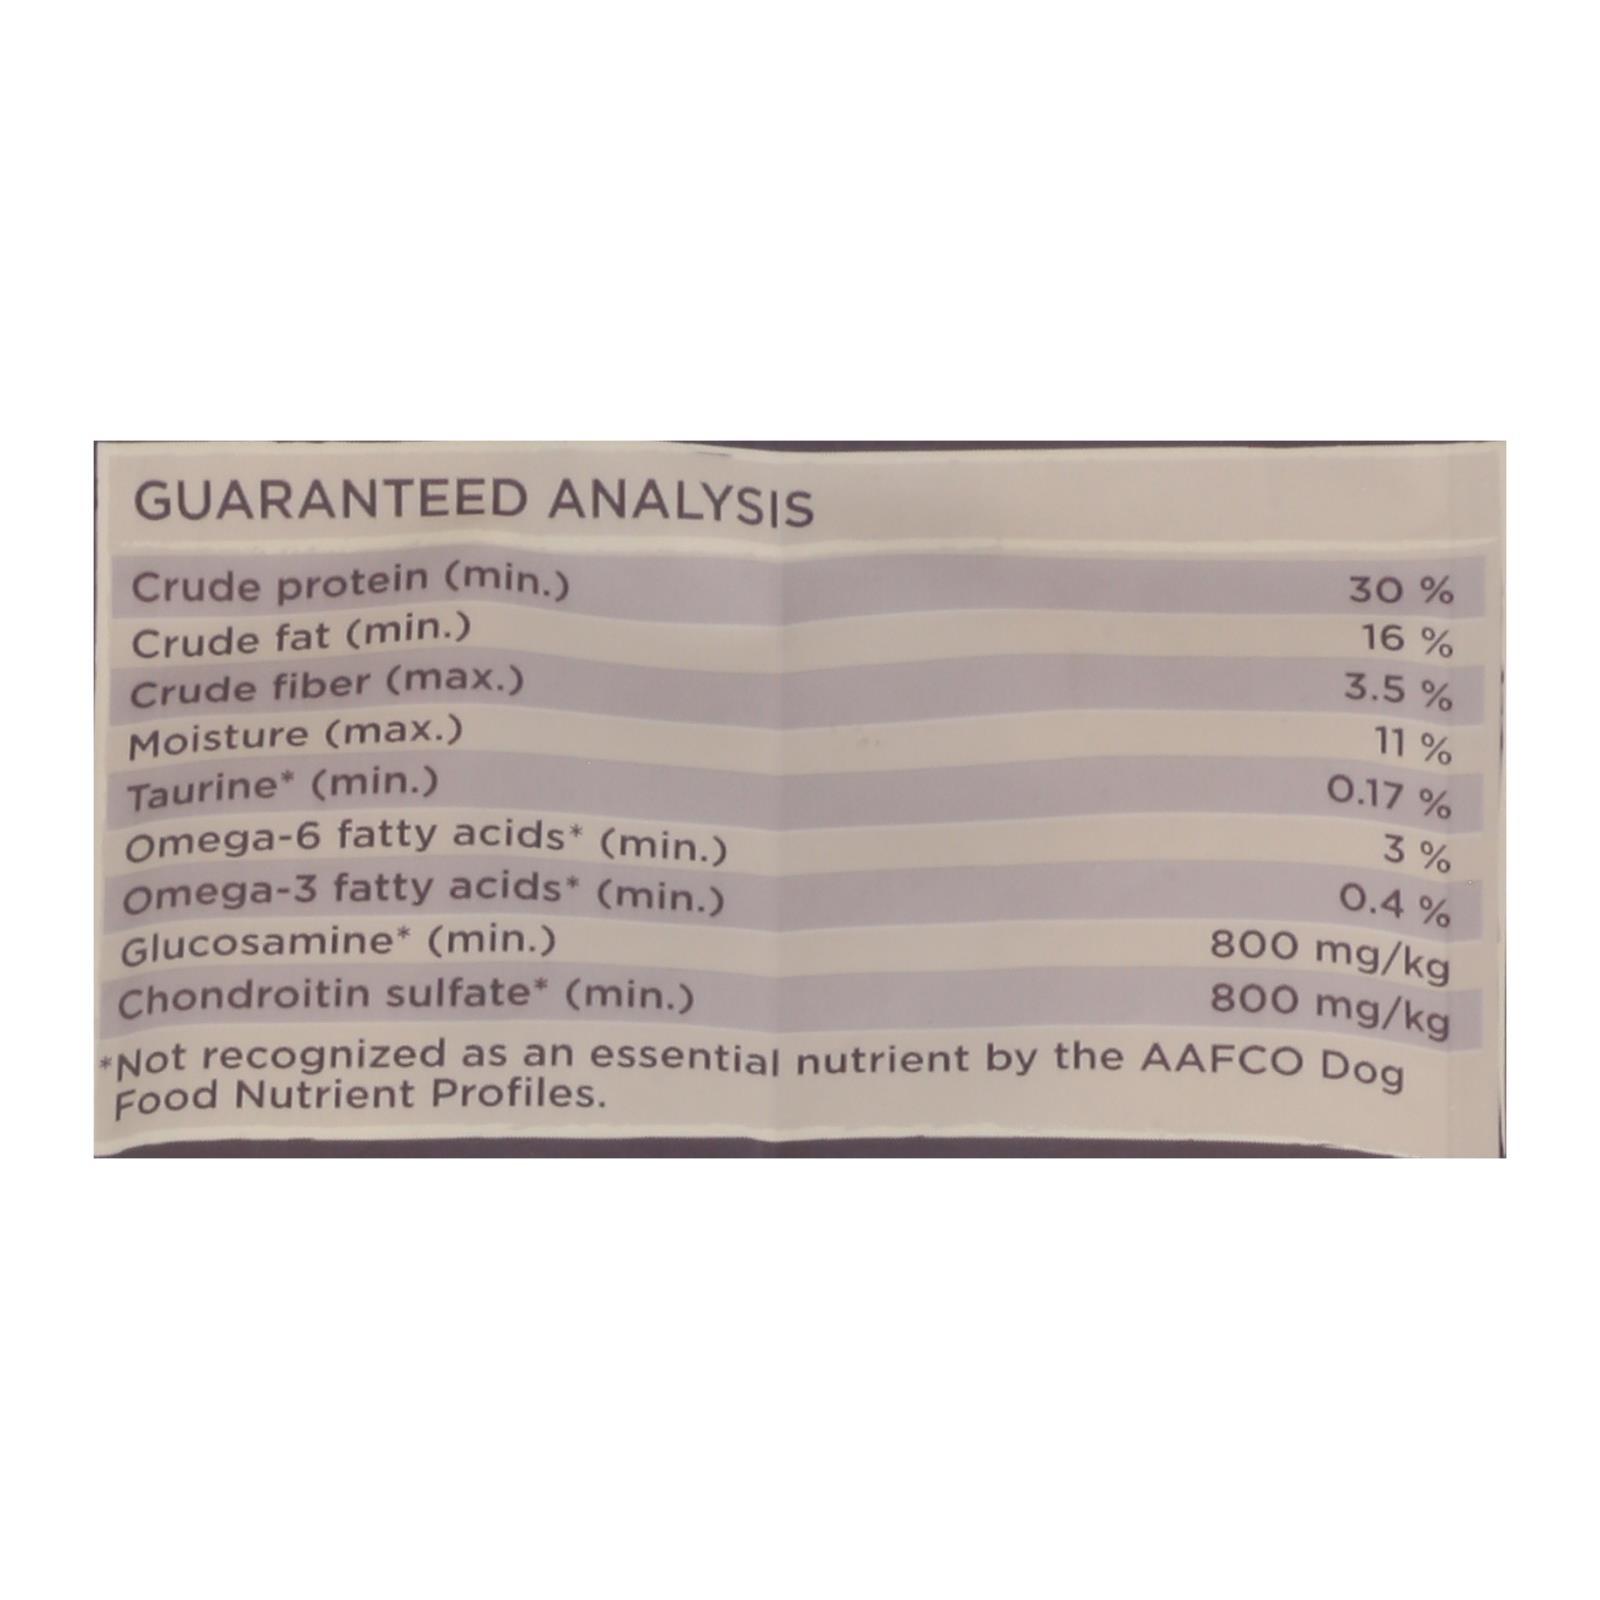 GUARANTEED ANALYSIS
Crude protein (min.) 30 %
Crude fat (min.) 16 %
Crude fiber (max.) 3.5 %
Moisture (max.) 11 %
Taurine* (min.) 0.17 %
Omega-6 fatty acids* (min.) 3 %
Omega-3 fatty acids* (min.) 0.4 %
Glucosamine* (min.) 800 mg/kg
Chondroitin sulfate* (min.) 800 mg/kg
*Not recognized as an essential nutrient by the AAFCO Dog
Food Nutrient Profiles.